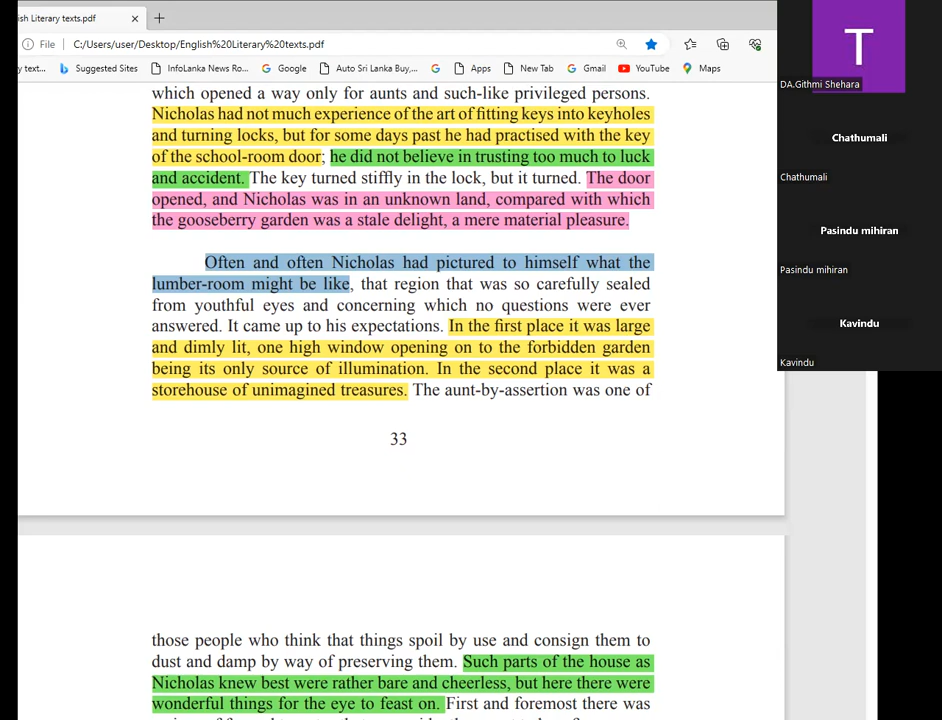 sh Literary texts.pdf
File C:/Users/user/Desktop/English%20Literary%20texts.pdf
y text... Suggested Sites InfoLanka News Ro... Google Auto Sri Lanka Buy,... Apps New Tab Gmail YouTube Maps
which opened a way only for aunts and such-like privileged persons.
Nicholas had not much experience of the art of fitting keys into keyholes
and turning locks, but for some days past he had practised with the key
of the school-room door; he did not believe in trusting too much to luck
and accident. The key turned stiffly in the lock, but it turned. The door
opened, and Nicholas was in an unknown land, compared with which
the gooseberry garden was a stale delight, a mere material pleasure.
Often and often Nicholas had pictured to himself what the
lumber-room might be like, that region that was so carefully sealed
from youthful eyes and concerning which no questions were ever
answered. It came up to his expectations. In the first place it was large
and dimly lit, one high window opening on to the forbidden garden
being its only source of illumination. In the second place it was a
storehouse of unimagined treasures. The aunt-by-assertion was one of
33
those people who think that things spoil by use and consign them to
dust and damp by way of preserving them. Such parts of the house as
Nicholas knew best were rather bare and cheerless, but here there were
wonderful things for the eye to feast on. First and foremost there was
T
DA.Githmi Shehara
Chathumali
Chathumali
Pasindu mihiran
Pasindu mihiran
Kavindu
Kavindu